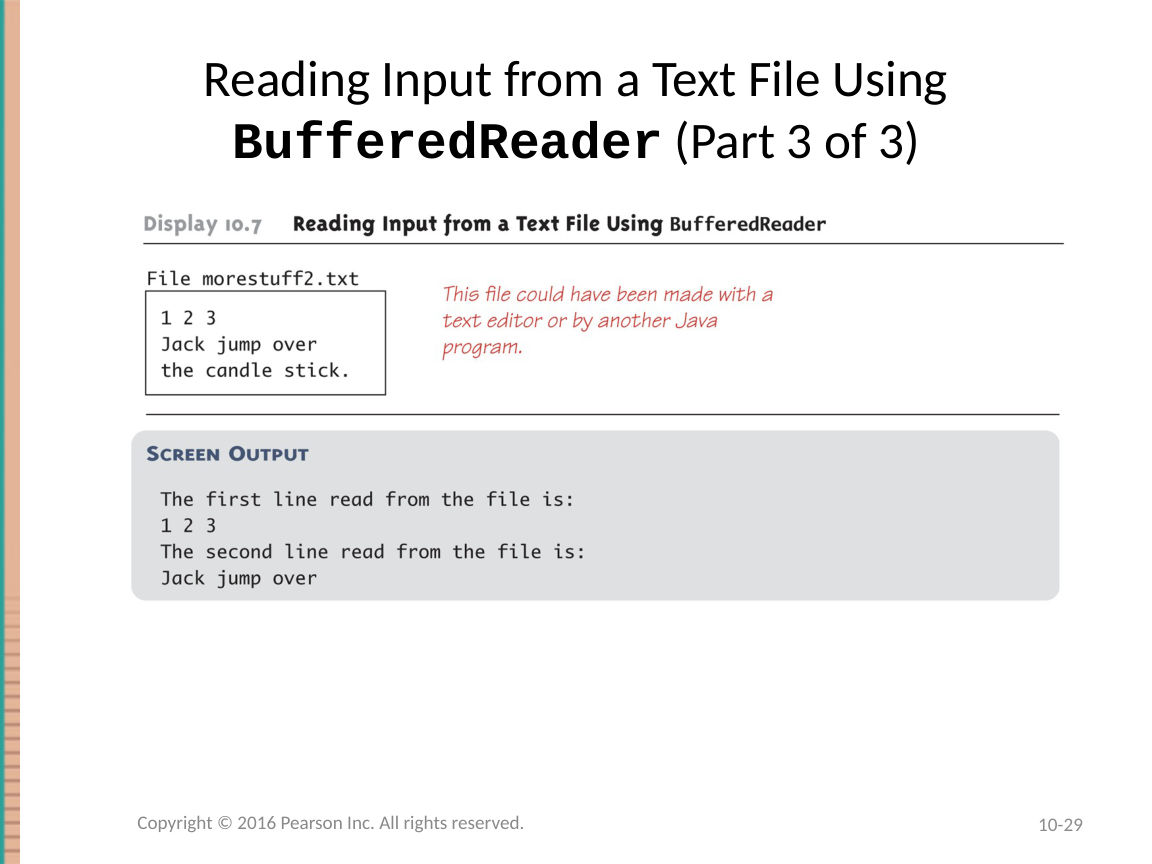 Reading Input from a Text File Using
BufferedReader (Part 3 of 3)
Display 10.7 Reading Input from a Text File Using BufferedReader
File morestuff2.txt
1 2 3
Jack jump over
the candle stick.
This file could have been made with a
text editor or by another Java
program.
SCREEN OUTPUT
The first line read from the file is:
1 2 3
The second line read from the file is:
Jack jump over
Copyright © 2016 Pearson Inc. All rights reserved.
10-29